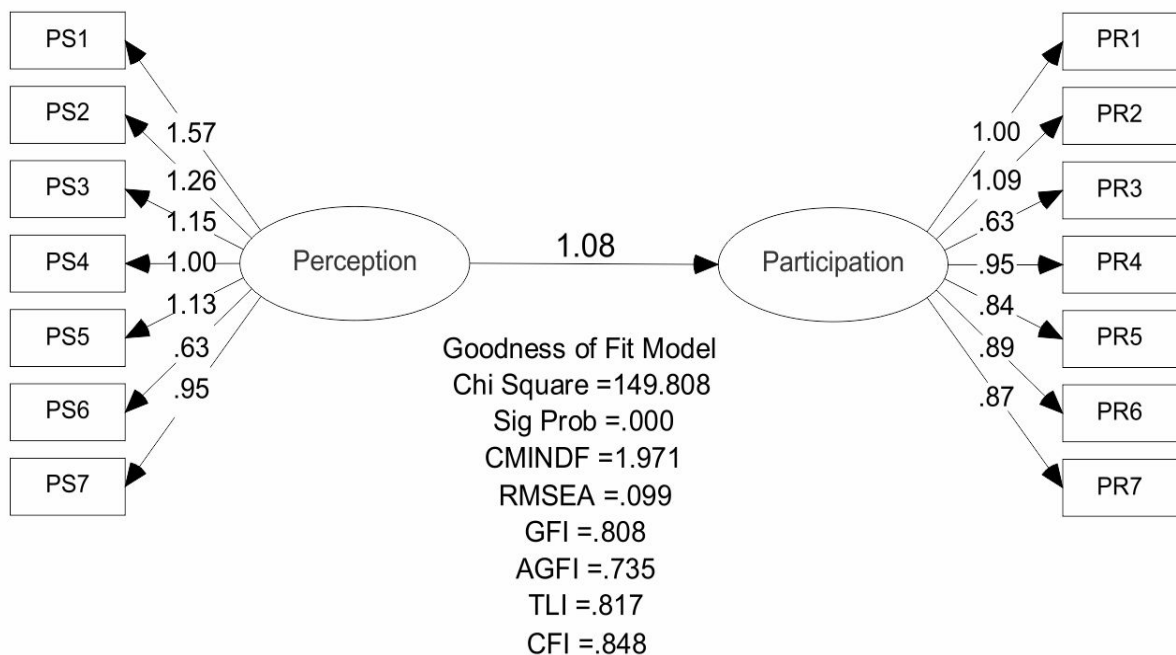 PS1
PS2
PS3
PS4
PS5
PS6
PS7
1.57
1.26
1.15
1.00
1.13
.63
.95
Perception
1.08
Participation
1.00
1.09
.63
.95
.84
.89
.87
PR1
PR2
PR3
PR4
PR5
PR6
PR7
Goodness of Fit Model
Chi Square =149.808
Sig Prob =.000
CMINDF =1.971
RMSEA =.099
GFI =.808
AGFI =.735
TLI =.817
CFI =.848